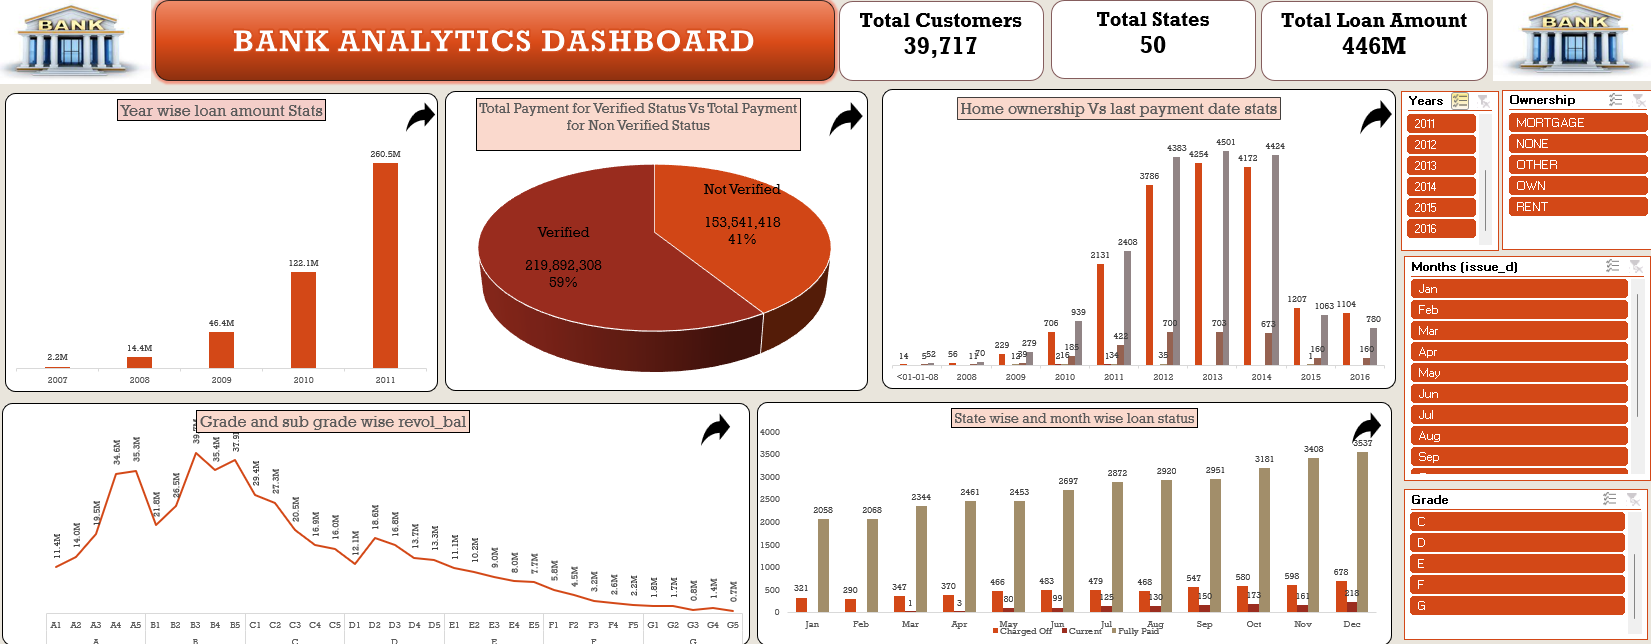 BANK
BANK ANALYTICS DASHBOARD
Total Customers
39,717
Total States
50
Total Loan Amount
446M
BANK
Year wise loan amount Stats
260.5M
122.1M
46.4M
14.4M
2.2M
2007 2008 2009 2010 2011
Total Payment for Verified Status Vs Total Payment
for Non Verified Status
Not Verified
153,541,418
41%
Verified
219,892,308
59%
Home ownership Vs last payment date stats
4383 4254 4501 4172 4424
3786
2131 2408
1207 1063 1104
706 939 422 700 703 673 780
14 52 56 70 229 39 279 216 185 134 35 1 160 160
<01-01-08 2008 2009 2010 2011 2012 2013 2014 2015 2016
Years
2011
2012
2013
2014
2015
2016
Ownership
MORTGAGE
NONE
OTHER
OWN
RENT
Months (issue_d)
Jan
Feb
Mar
Apr
May
Jun
Jul
Aug
Sep
Grade
C
D
E
F
G
Grade and sub grade wise revol_bal
11.4M 14.0M 19.5M 34.6M 35.3M 21.8M 26.5M 35.4M 29.4M 27.3M 20.5M 16.9M 16.0M 12.1M 18.6M 16.8M 13.7M 13.3M 11.1M 10.2M 9.0M 8.0M 7.7M 5.8M 4.5M 3.2M 2.6M 2.2M 1.8M 1.7M 0.8M 1.4M 0.7M
A1 A2 A3 A4 A5 B1 B2 B3 B4 B5 C1 C2 C3 C4 C5 D1 D2 D3 D4 D5 E1 E2 E3 E4 E5 F1 F2 F3 F4 F5 G1 G2 G3 G4 G5
A B C D E F G
State wise and month wise loan status
4000
3500
3000
2500
2000
1500
1000
500
0
2058 2068 2344 2461 2453 2697 2872 2920 2951 3181 3408 3537
321 290 347 370 466 483 479 468 547 580 598 678
1 3 80 99 125 130 150 173 161 218
Jan Feb Mar Apr May Jun Jul Aug Sep Oct Nov Dec
Charged Off Current Fully Paid